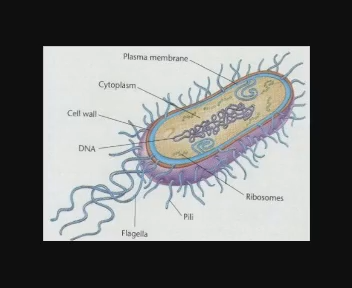 Plasma membrane
Cytoplasm
Cell wall
DNA
Ribosomes
Pili
Flagella